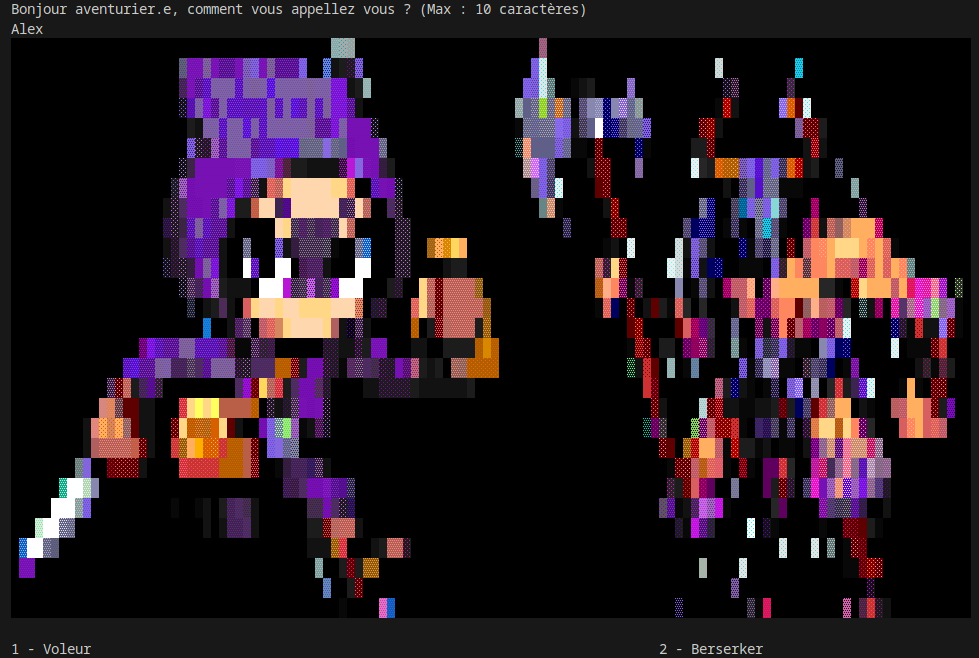 Bonjour aventurier.e, comment vous appellez vous ? (Max : 10 caractères)
Alex
1 - Voleur
2 - Berserker